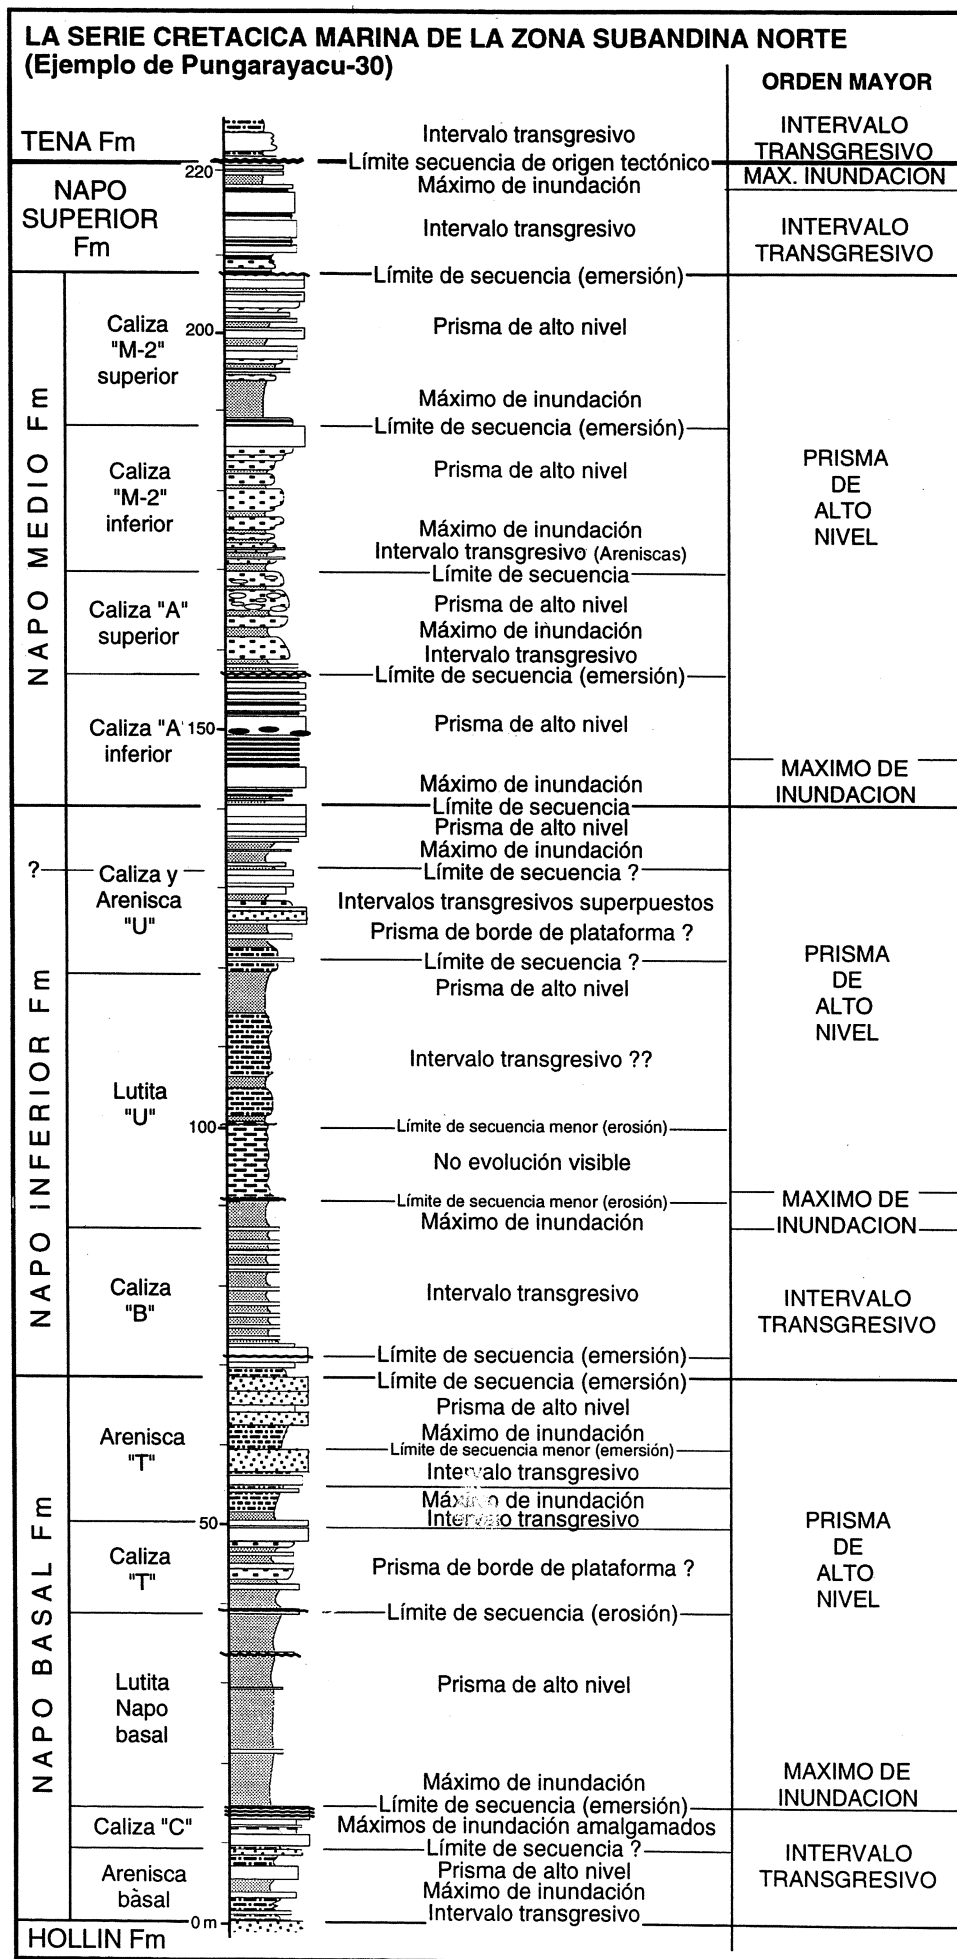 LA SERIE CRETACICA MARINA DE LA ZONA SUBANDINA NORTE
(Ejemplo de Pungarayacu-30)
ORDEN MAYOR
TENA Fm
Intervalo transgresivo
INTERVALO
TRANSGRESIVO
Límite secuencia de origen tectónico
220
NAPO
SUPERIOR
Fm
Máximo de inundación
MAX. INUNDACION
Intervalo transgresivo
INTERVALO
TRANSGRESIVO
Límite de secuencia (emersión)
NAPO MEDIO Fm
Caliza
"M-2"
superior
200
Prisma de alto nivel
Máximo de inundación
Límite de secuencia (emersión)
Caliza
"M-2"
inferior
Prisma de alto nivel
Máximo de inundación
Intervalo transgresivo (Areniscas)
Límite de secuencia
PRISMA
DE
ALTO
NIVEL
Caliza "A"
superior
Prisma de alto nivel
Máximo de inundación
Intervalo transgresivo
Límite de secuencia (emersión)
Caliza "A'
inferior
150
Prisma de alto nivel
Máximo de inundación
MAXIMO DE
INUNDACION
Límite de secuencia
NAPO INFERIOR Fm
?
Caliza y
Arenisca
"U"
Prisma de alto nivel
Máximo de inundación
Límite de secuencia ?
Intervalos transgresivos superpuestos
Prisma de borde de plataforma ?
Límite de secuencia ?
PRISMA
DE
ALTO
NIVEL
Lutita
"U"
Prisma de alto nivel
Intervalo transgresivo ??
100
Límite de secuencia menor (erosión)
No evolución visible
Límite de secuencia menor (erosión)
Máximo de inundación
MAXIMO DE
INUNDACION
Caliza
"B"
Intervalo transgresivo
INTERVALO
TRANSGRESIVO
Límite de secuencia (emersión)
Límite de secuencia (emersión)
NAPO BASAL Fm
Arenisca
"T"
Prisma de alto nivel
Máximo de inundación
Límite de secuencia menor (emersión)
Intervalo transgresivo
Máximo de inundación
Intervalo transgresivo
50
Caliza
"T"
Prisma de borde de plataforma ?
PRISMA
DE
ALTO
NIVEL
Límite de secuencia (erosión)
Lutita
Napo
basal
Prisma de alto nivel
Máximo de inundación
MAXIMO DE
INUNDACION
Límite de secuencia (emersión)
Caliza "C"
Máximos de inundación amalgamados
Límite de secuencia ?
Arenisca
bàsal
Prisma de alto nivel
Máximo de inundación
Intervalo transgresivo
INTERVALO
TRANSGRESIVO
0 m
HOLLIN Fm